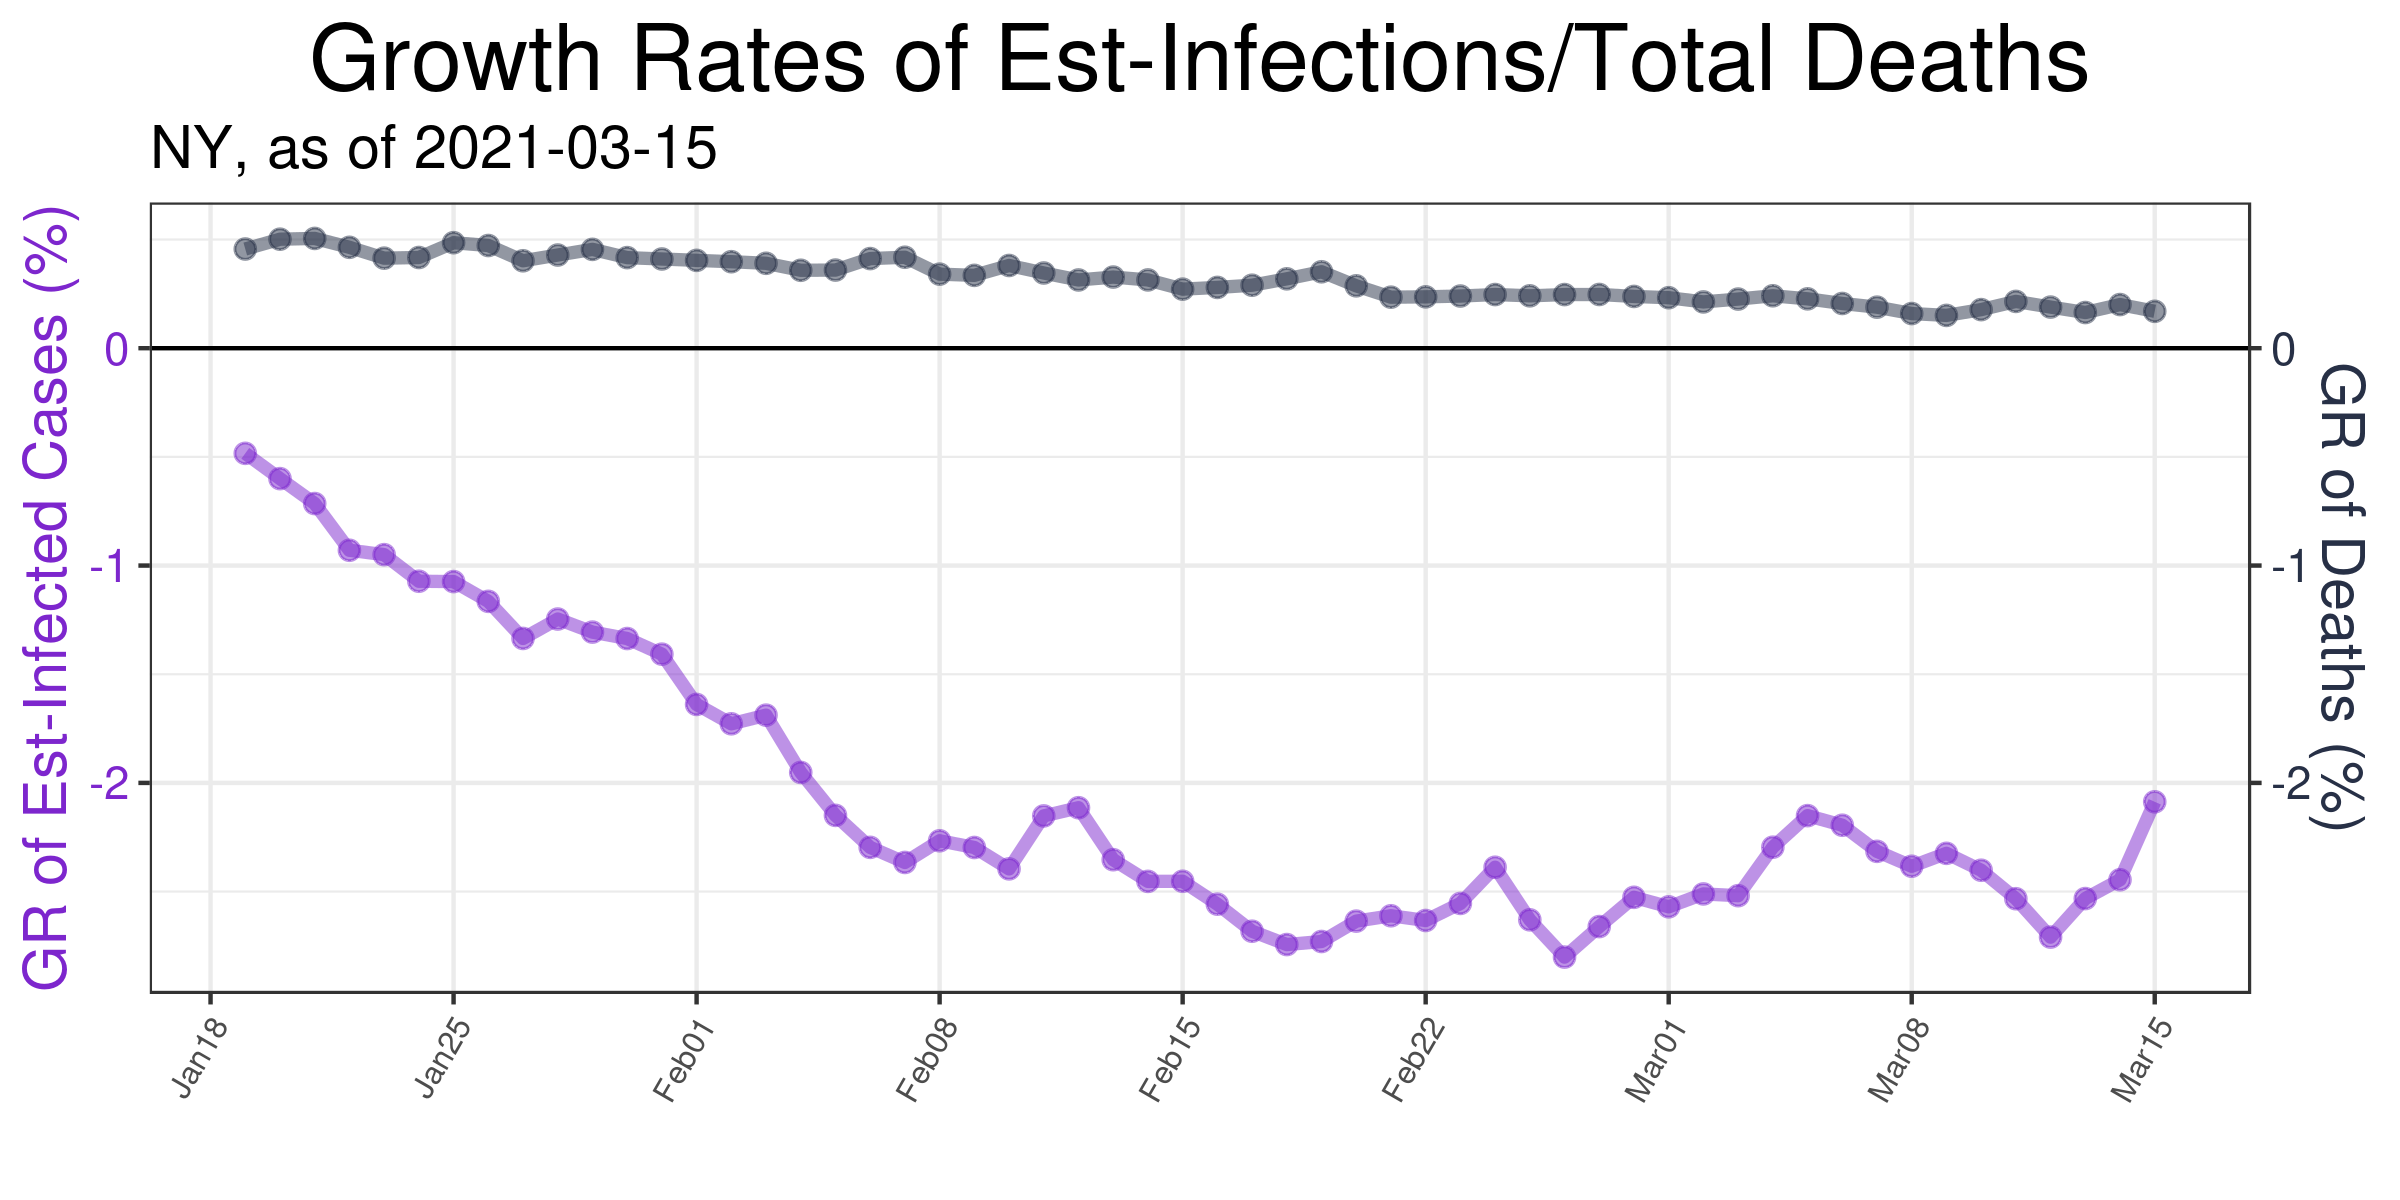 Growth Rates of Est-Infections/Total Deaths
NY, as of 2021-03-15
GR of Est-Infected Cases (%)
0
-1
-2
0
-1
-2
GR of Deaths (%)
Jan18
Jan25
Feb01
Feb08
Feb15
Feb22
Mar01
Mar08
Mar15